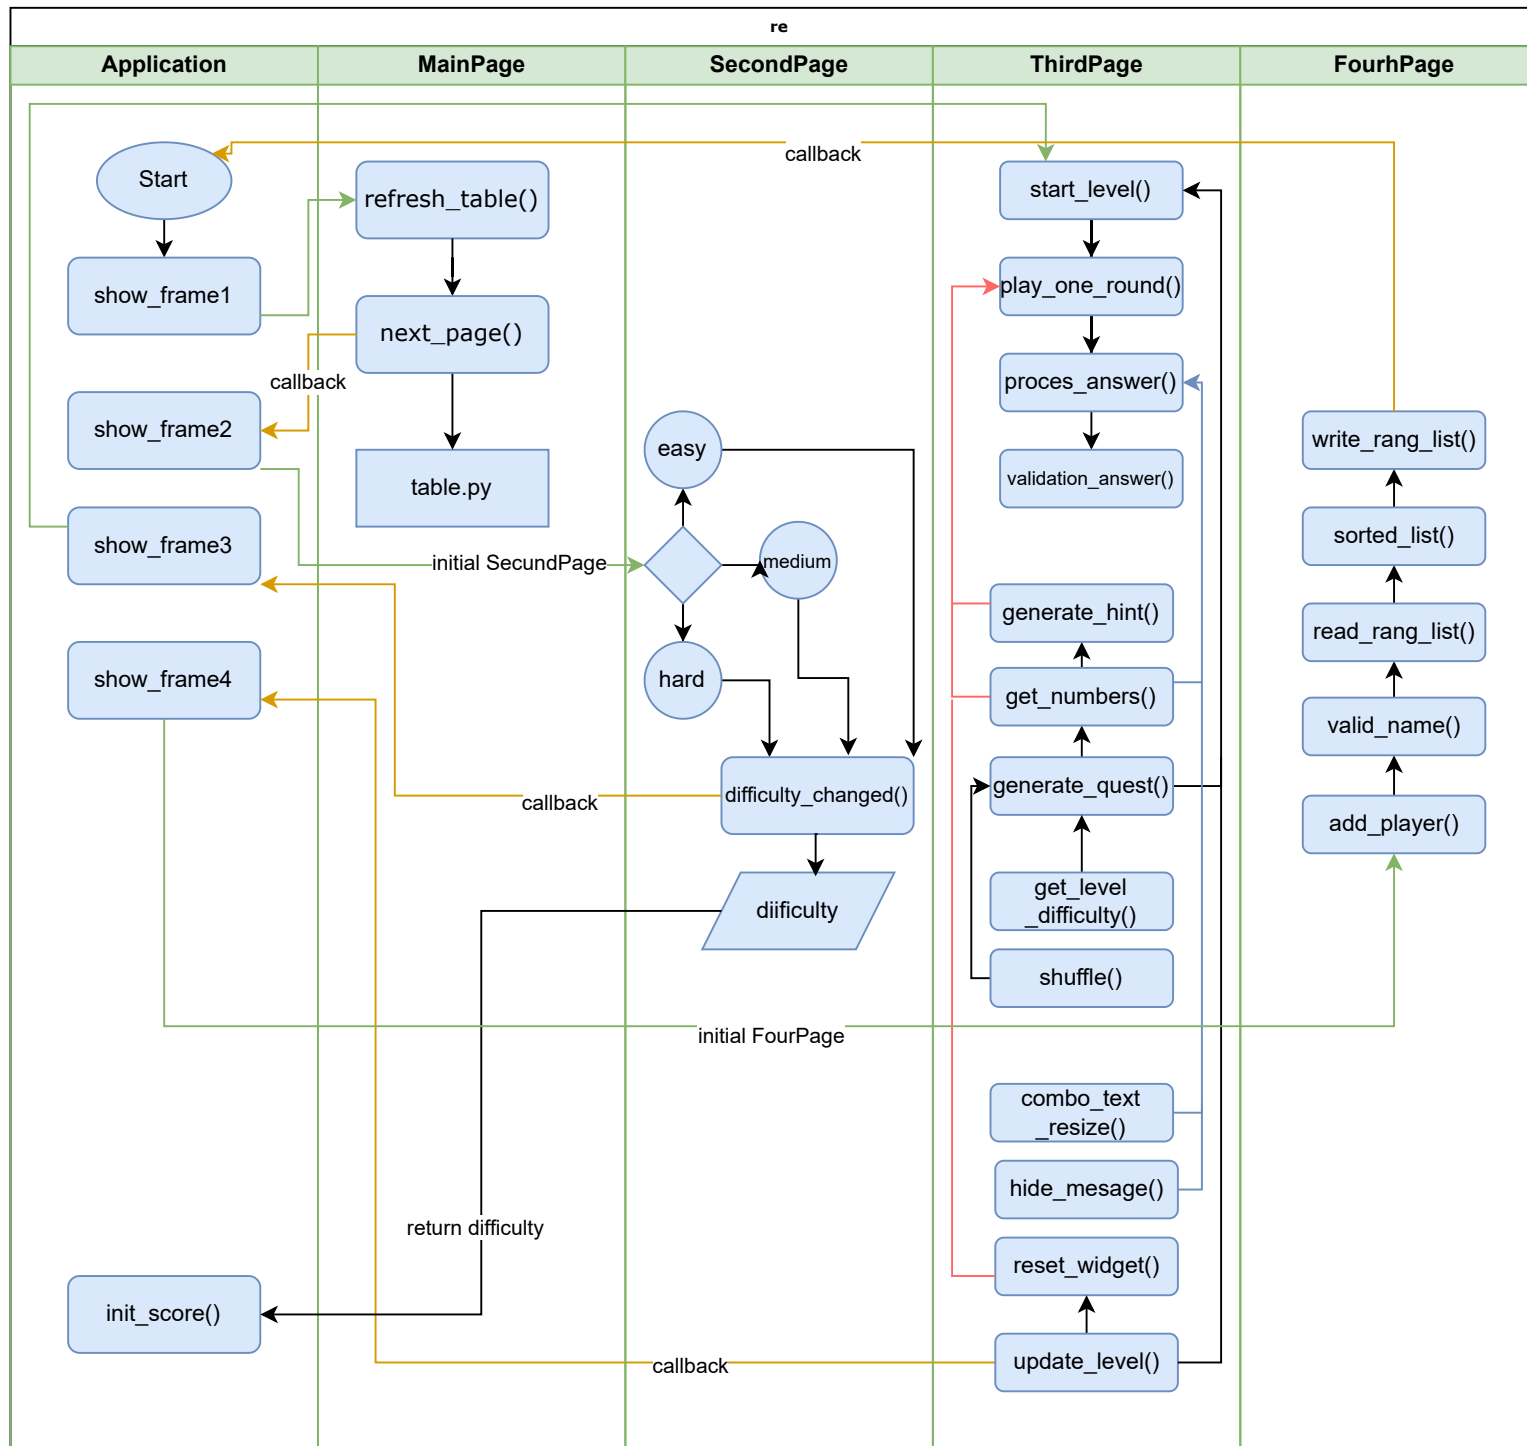 re
Application
MainPage
SecondPage
ThirdPage
FourhPage
Start
show_frame1
show_frame2
show_frame3
show_frame4
init_score()
refresh_table()
next_page()
table.py
callback
callback
initial SecundPage
easy
medium
hard
difficulty_changed()
callback
diificulty
return difficulty
initial FourPage
callback
start_level()
play_one_round()
proces_answer()
validation_answer()
generate_hint()
get_numbers()
generate_quest()
get_level
_difficulty()
shuffle()
combo_text
_resize()
hide_mesage()
reset_widget()
update_level()
write_rang_list()
sorted_list()
read_rang_list()
valid_name()
add_player()